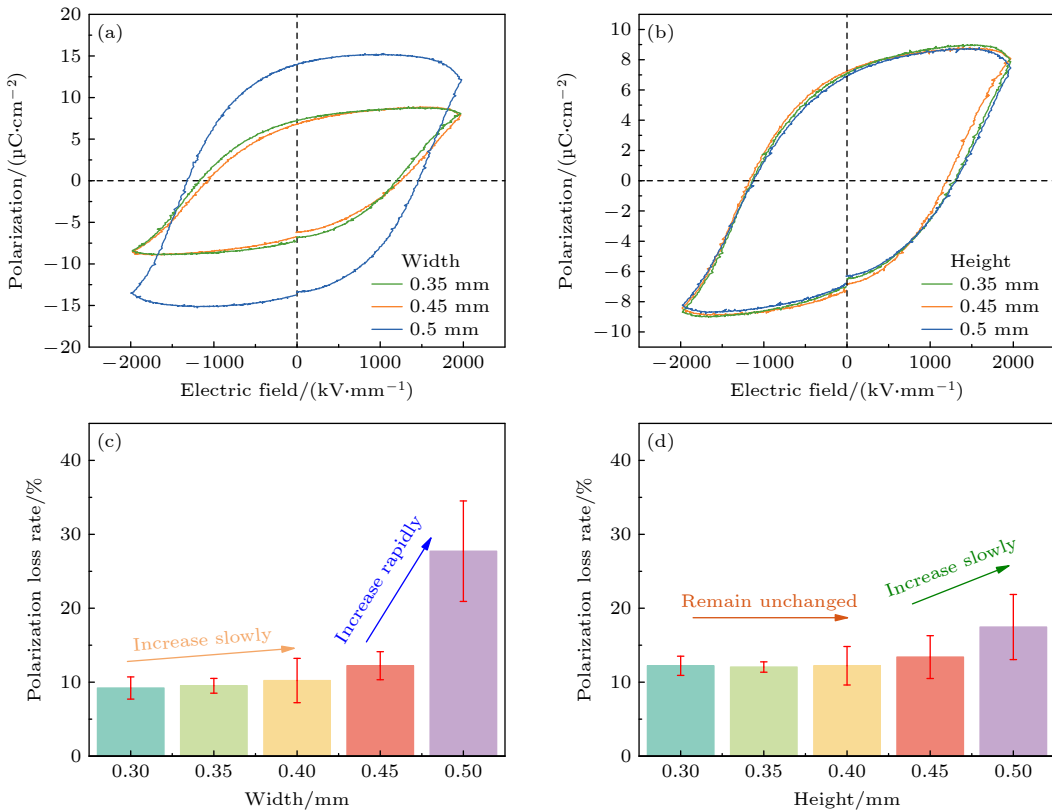 (a)
Polarization/(μC·cm−2)
20
15
10
5
0
−5
−10
−15
−20
Width
0.35 mm
0.45 mm
0.5 mm
−2000 −1000 0 1000 2000
Electric field/(kV·mm−1)
(b)
Polarization/(μC·cm−2)
10
8
6
4
2
0
−2
−4
−6
−8
−10
Height
0.35 mm
0.45 mm
0.5 mm
−2000 −1000 0 1000 2000
Electric field/(kV·mm−1)
(c)
Polarization loss rate/%
40
30
20
10
0
Increase slowly
Increase rapidly
0.30 0.35 0.40 0.45 0.50
Width/mm
(d)
Polarization loss rate/%
40
30
20
10
0
Remain unchanged
Increase slowly
0.30 0.35 0.40 0.45 0.50
Height/mm